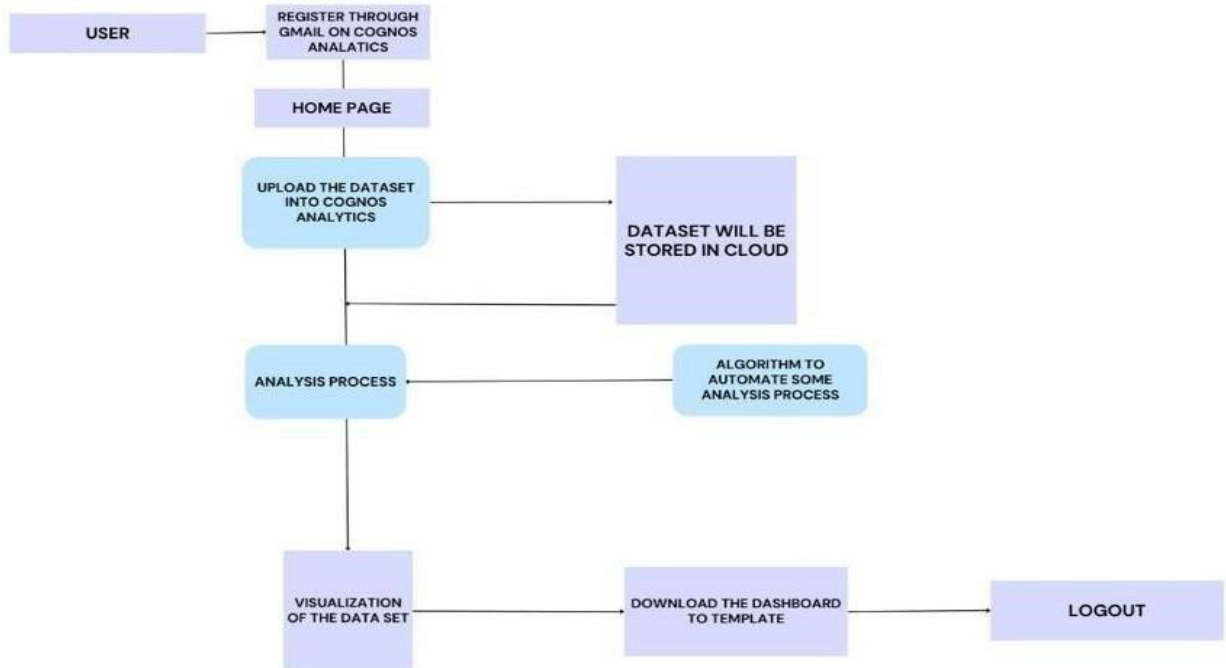 USER
REGISTER THROUGH
GMAIL ON COGNOS
ANALATICS
HOME PAGE
UPLOAD THE DATASET
INTO COGNOS
ANALYTICS
DATASET WILL BE
STORED IN CLOUD
ANALYSIS PROCESS
ALGORITHM TO
AUTOMATE SOME
ANALYSIS PROCESS
VISUALIZATION
OF THE DATA SET
DOWNLOAD THE DASHBOARD
TO TEMPLATE
LOGOUT